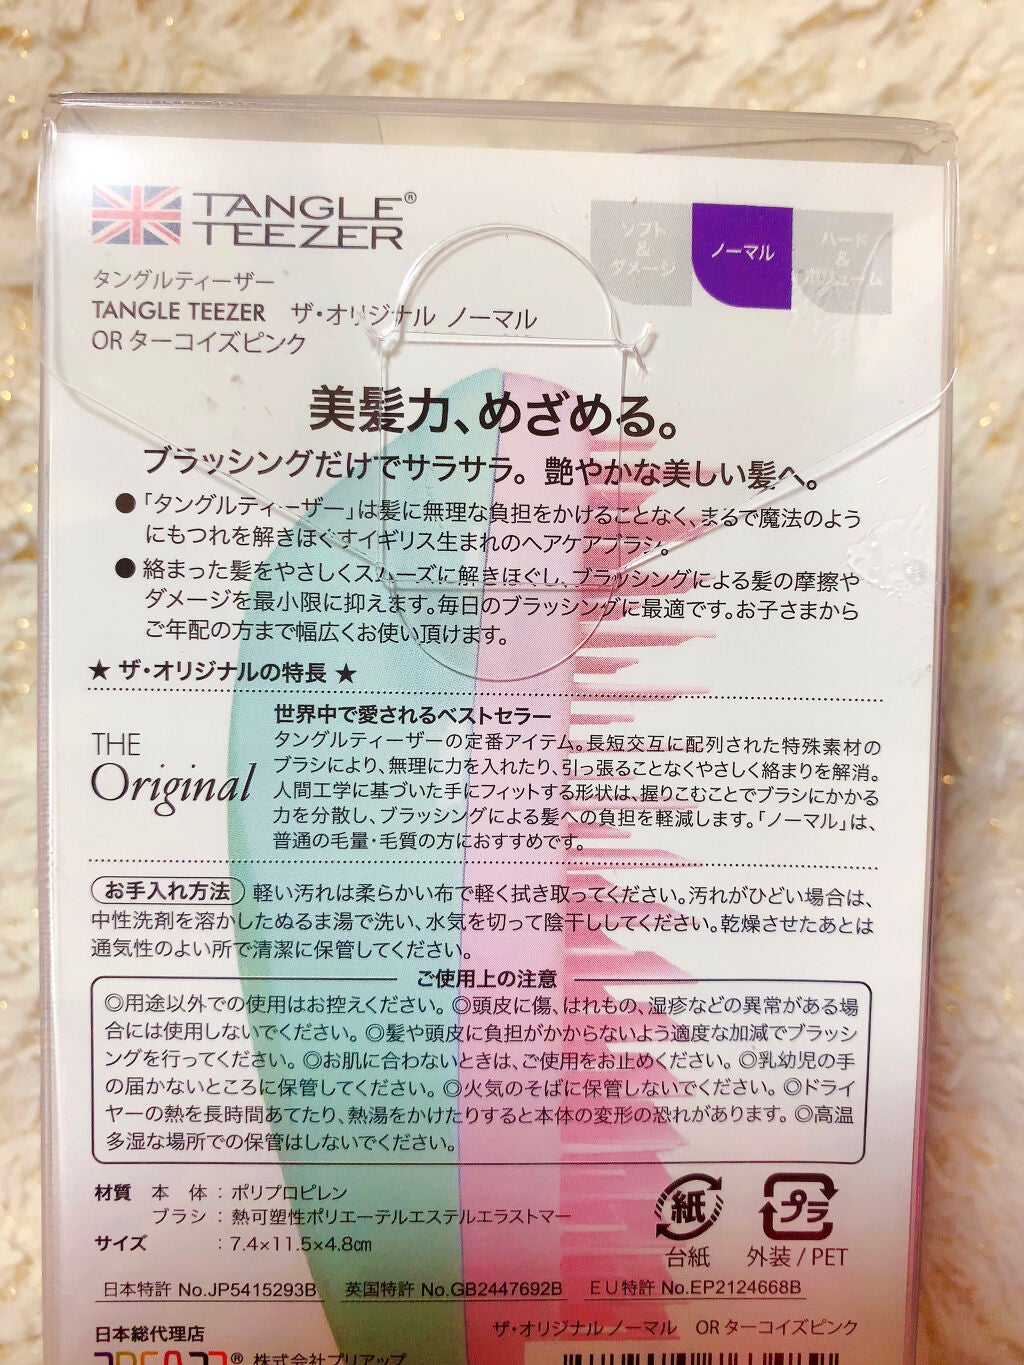 TANGLE®
TEEZER
ソフト
&
ダメージ
ノーマル
ハード
&
ボリューム
タングルティーザー
TANGLE TEEZER ザ・オリジナル ノーマル
OR ターコイズピンク
美髪力、めざめる。
ブラッシングだけでサラサラ。艶やかな美しい髪へ。
●「タングルティーザー」は髪に無理な負担をかけることなく、まるで魔法のよう
にもつれを解きほぐすイギリス生まれのヘアケアブラシ。
●絡まった髪をやさしくスムーズに解きほぐし、ブラッシングによる髪の摩擦や
ダメージを最小限に抑えます。毎日のブラッシングに最適です。お子さまから
ご年配の方まで幅広くお使い頂けます。
★ ザ・オリジナルの特長 ★
THE
Original
世界中で愛されるベストセラー
タングルティーザーの定番アイテム。長短交互に配列された特殊素材の
ブラシにより、無理に力を入れたり、引っ張ることなくやさしく絡まりを解消。
人間工学に基づいた手にフィットする形状は、握りこむことでブラシにかかる
力を分散し、ブラッシングによる髪への負担を軽減します。「ノーマル」は、
普通の毛量・毛質の方におすすめです。
お手入れ方法 軽い汚れは柔らかい布で軽く拭き取ってください。汚れがひどい場合は、
中性洗剤を溶かしたぬるま湯で洗い、水気を切って陰干ししてください。乾燥させたあとは
通気性のよい所で清潔に保管してください。
ご使用上の注意
◎用途以外での使用はお控えください。◎頭皮に傷、はれもの、湿疹などの異常がある場
合には使用しないでください。◎髪や頭皮に負担がかからないよう適度な加減でブラッシ
ングを行ってください。◎お肌に合わないときは、ご使用をお止めください。◎乳幼児の手
の届かないところに保管してください。◎火気のそばに保管しないでください。◎ドライ
ヤーの熱を長時間あてたり、熱湯をかけたりすると本体の変形の恐れがあります。◎高温
多湿な場所での保管はしないでください。
材質 本 体 : ポリプロピレン
ブラシ : 熱可塑性ポリエーテルエステルエラストマー
サイズ : 7.4×11.5×4.8㎝
紙
台紙
プラ
外装 / PET
日本特許 No.JP5415293B 英国特許 No.GB2447692B EU特許 No.EP2124668B
日本総代理店
ザ・オリジナル ノーマル OR ターコイズピンク
株式会社プリアップ